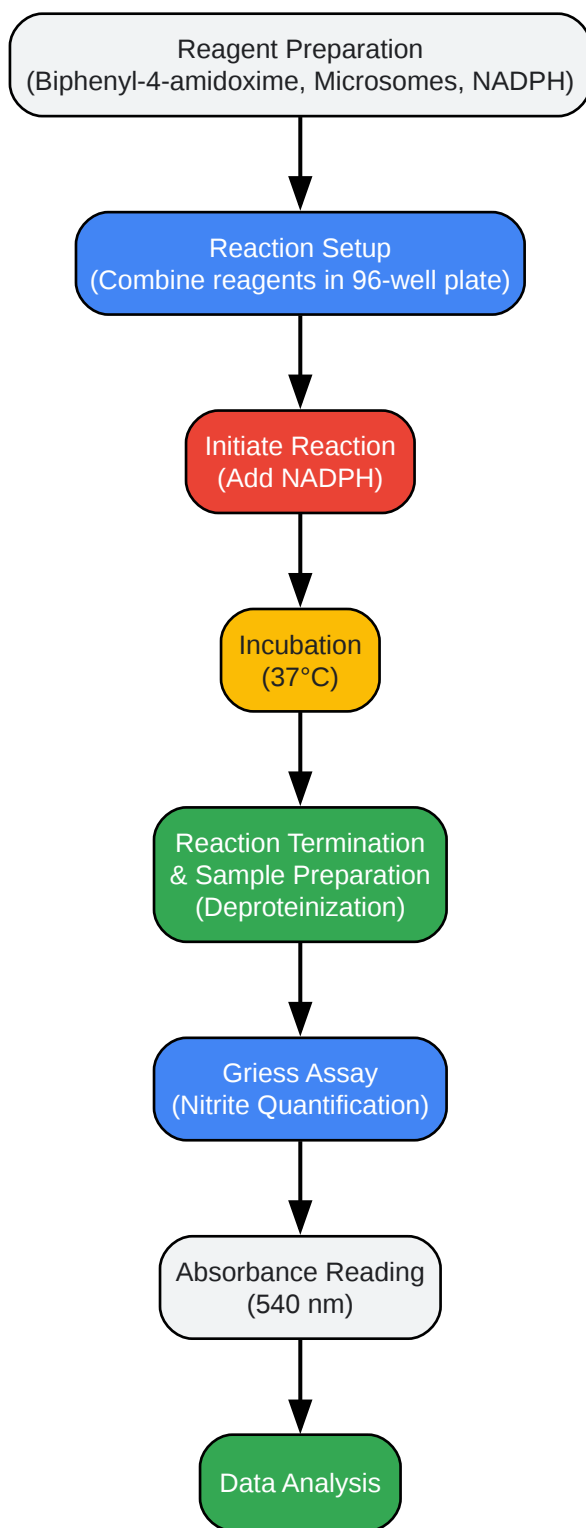 Reagent Preparation
(Biphenyl-4-amidoxime, Microsomes, NADPH)
Reaction Setup
(Combine reagents in 96-well plate)
Initiate Reaction
(Add NADPH)
Incubation
(37°C)
Reaction Termination
& Sample Preparation
(Deproteinization)
Griess Assay
(Nitrite Quantification)
Absorbance Reading
(540 nm)
Data Analysis